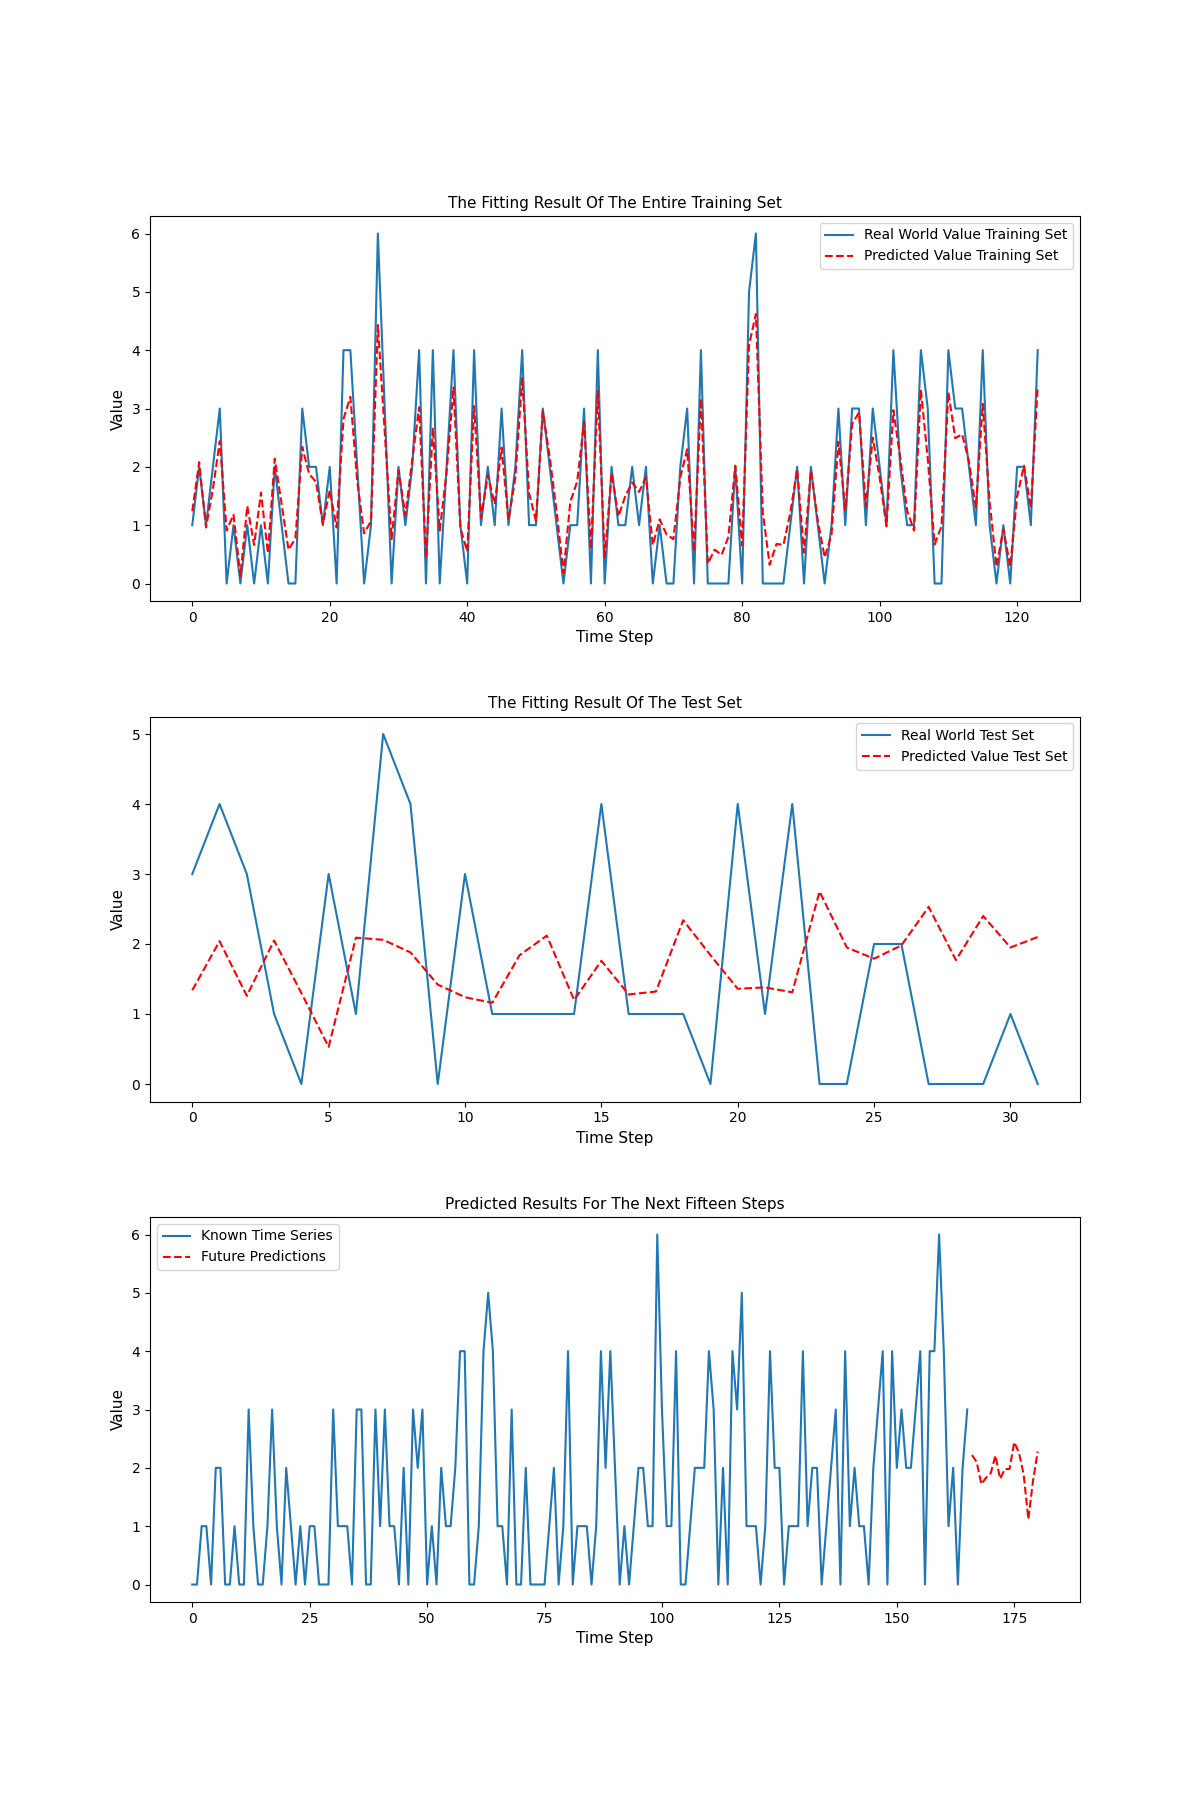 The Fitting Result Of The Entire Training Set
Real World Value Training Set
Predicted Value Training Set
Value
6
5
4
3
2
1
0
0 20 40 60 80 100 120
Time Step
The Fitting Result Of The Test Set
Real World Test Set
Predicted Value Test Set
Value
5
4
3
2
1
0
0 5 10 15 20 25 30
Time Step
Predicted Results For The Next Fifteen Steps
Known Time Series
Future Predictions
Value
6
5
4
3
2
1
0
0 25 50 75 100 125 150 175
Time Step